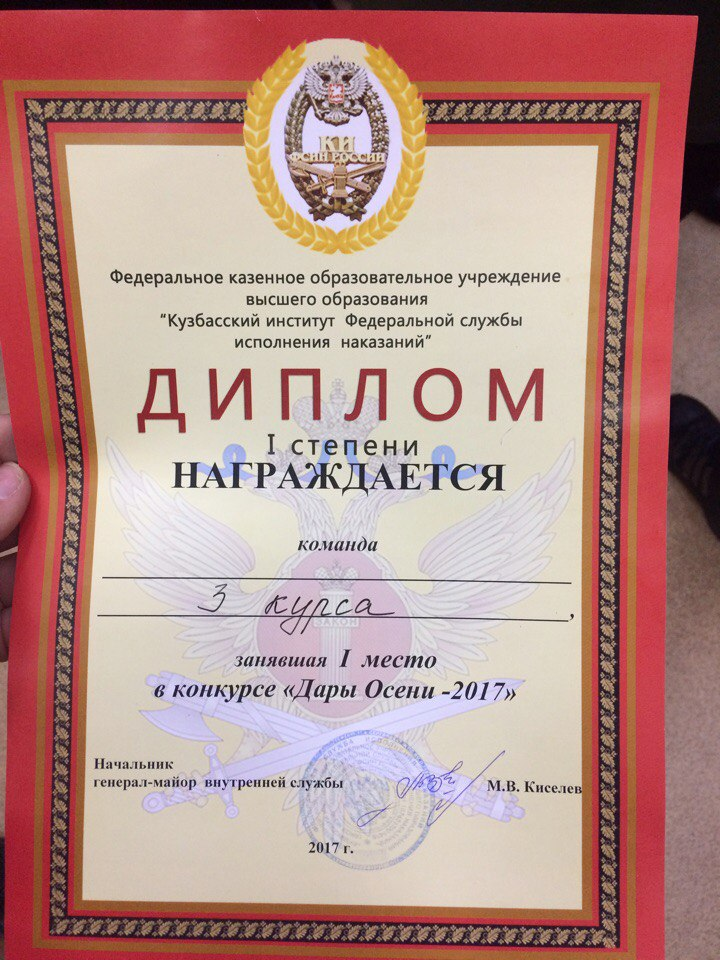 КИ
ФСИН РОССИИ
Федеральное казенное образовательное учреждение
высшего образования
"Кузбасский институт Федеральной службы
исполнения наказаний"
ДИПЛОМ
I степени
НАГРАЖДАЕТСЯ
команда
3 курса,
ЗАКОН
занявшая I место
в конкурсе «Дары Осени -2017»
Начальник
генерал-майор внутренней службы М.В. Киселев
2017 г.